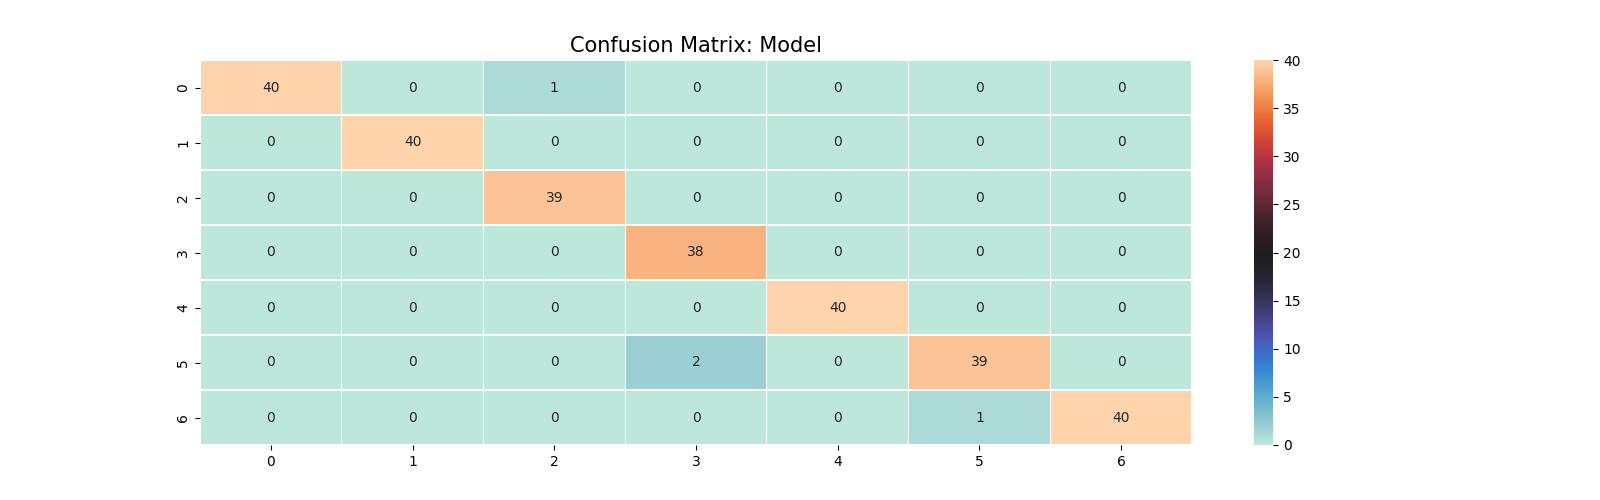 Confusion Matrix: Model
0 40 0 1 0 0 0 0
1 0 40 0 0 0 0 0
2 0 0 39 0 0 0 0
3 0 0 0 38 0 0 0
4 0 0 0 0 40 0 0
5 0 0 0 2 0 39 0
6 0 0 0 0 0 1 40
0 1 2 3 4 5 6
40
35
30
25
20
15
10
5
0